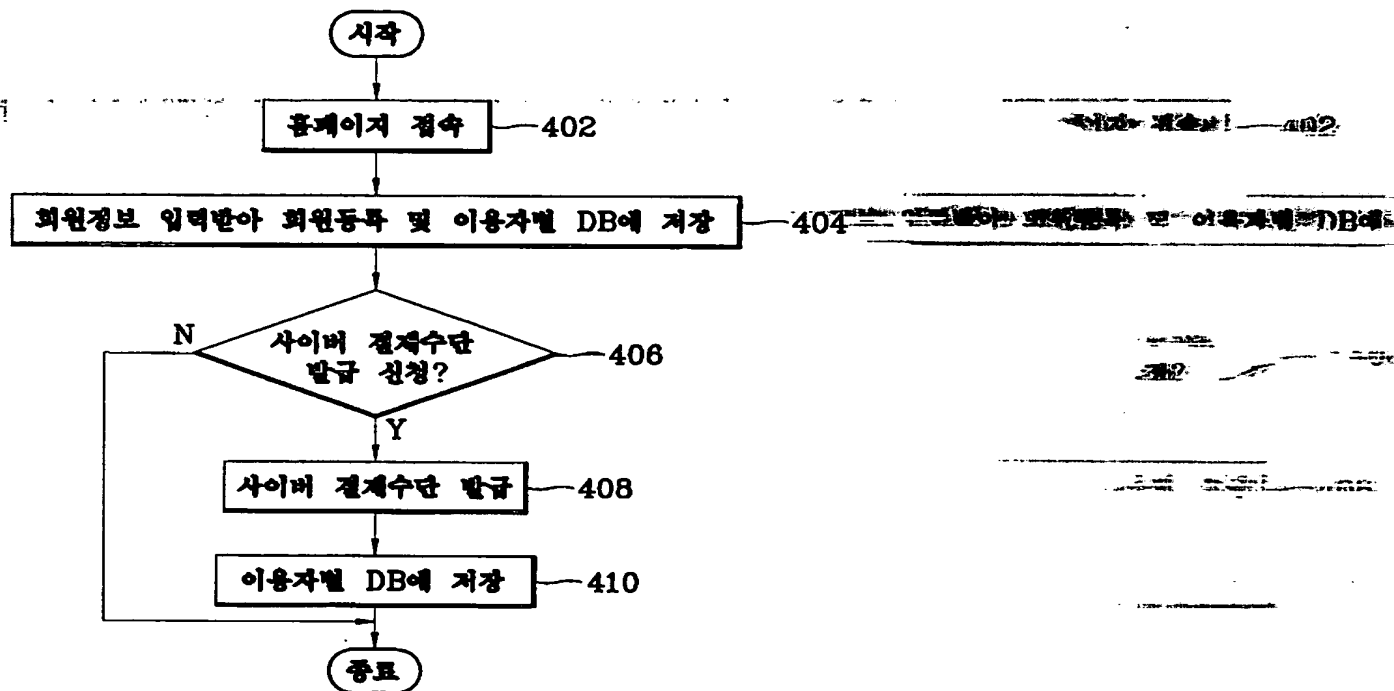 시작
홈페이지 접속 402
회원정보 입력받아 회원등록 및 이용자별 DB에 저장 404
N
사이버 결재수단
발급 신청?
406
Y
사이버 결재수단 발급 408
이용자별 DB에 저장 410
종료